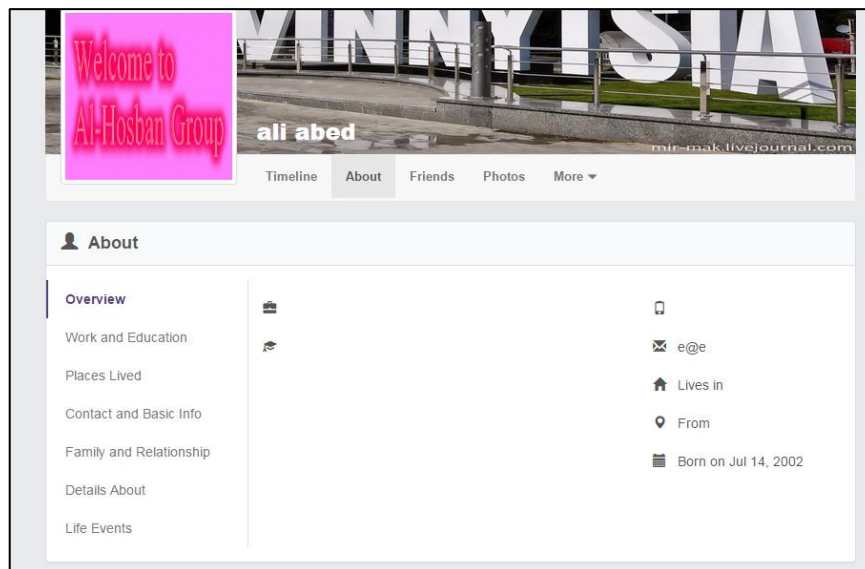 VINNYTSIA
Welcome to
Al-Hosban Group
ali abed
mir-mak.livejournal.com
Timeline About Friends Photos More
About
Overview
Work and Education
Places Lived
Contact and Basic Info
Family and Relationship
Details About
Life Events
e@e
Lives in
From
Born on Jul 14, 2002